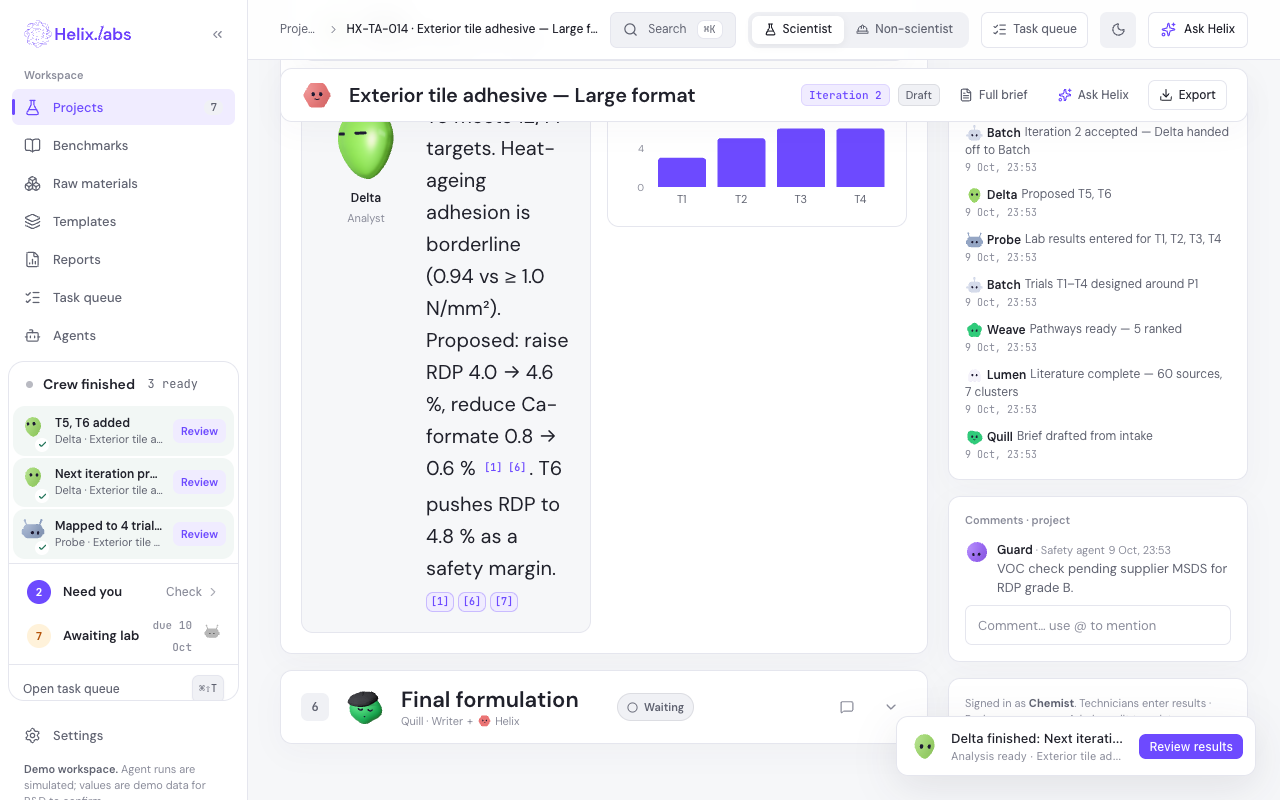 Helix.labs
Workspace
Projects 7
Benchmarks
Raw materials
Templates
Reports
Task queue
Agents
Crew finished 3 ready
T5, T6 added
Delta · Exterior tile a...
Review
Next iteration pr...
Delta · Exterior tile a...
Review
Mapped to 4 trial...
Probe · Exterior tile ...
Review
2 Need you Check
7 Awaiting lab due 10
Oct
Open task queue ⌘⇧T
Settings
Demo workspace. Agent runs are
simulated; values are demo data for
Proje... › HX-TA-014 · Exterior tile adhesive — Large f...
Search ⌘K
Scientist
Non-scientist
Task queue
Ask Helix
Exterior tile adhesive — Large format
Iteration 2
Draft
Full brief
Ask Helix
Export
Delta
Analyst
targets. Heat-
ageing
adhesion is
borderline
(0.94 vs ≥ 1.0
N/mm²).
Proposed: raise
RDP 4.0 → 4.6
%, reduce Ca-
formate 0.8 →
0.6 % [1] [6]. T6
pushes RDP to
4.8 % as a
safety margin.
[1] [6] [7]
4
0
T1 T2 T3 T4
6
Final formulation
Quill · Writer + Helix
Waiting
Batch Iteration 2 accepted — Delta handed
off to Batch
9 Oct, 23:53
Delta Proposed T5, T6
9 Oct, 23:53
Probe Lab results entered for T1, T2, T3, T4
9 Oct, 23:53
Batch Trials T1–T4 designed around P1
9 Oct, 23:53
Weave Pathways ready — 5 ranked
9 Oct, 23:53
Lumen Literature complete — 60 sources,
7 clusters
9 Oct, 23:53
Quill Brief drafted from intake
9 Oct, 23:53
Comments · project
Guard · Safety agent 9 Oct, 23:53
VOC check pending supplier MSDS for
RDP grade B.
Comment... use @ to mention
Signed in as Chemist. Technicians enter results ·
Delta finished: Next iterati...
Analysis ready · Exterior tile ad...
Review results